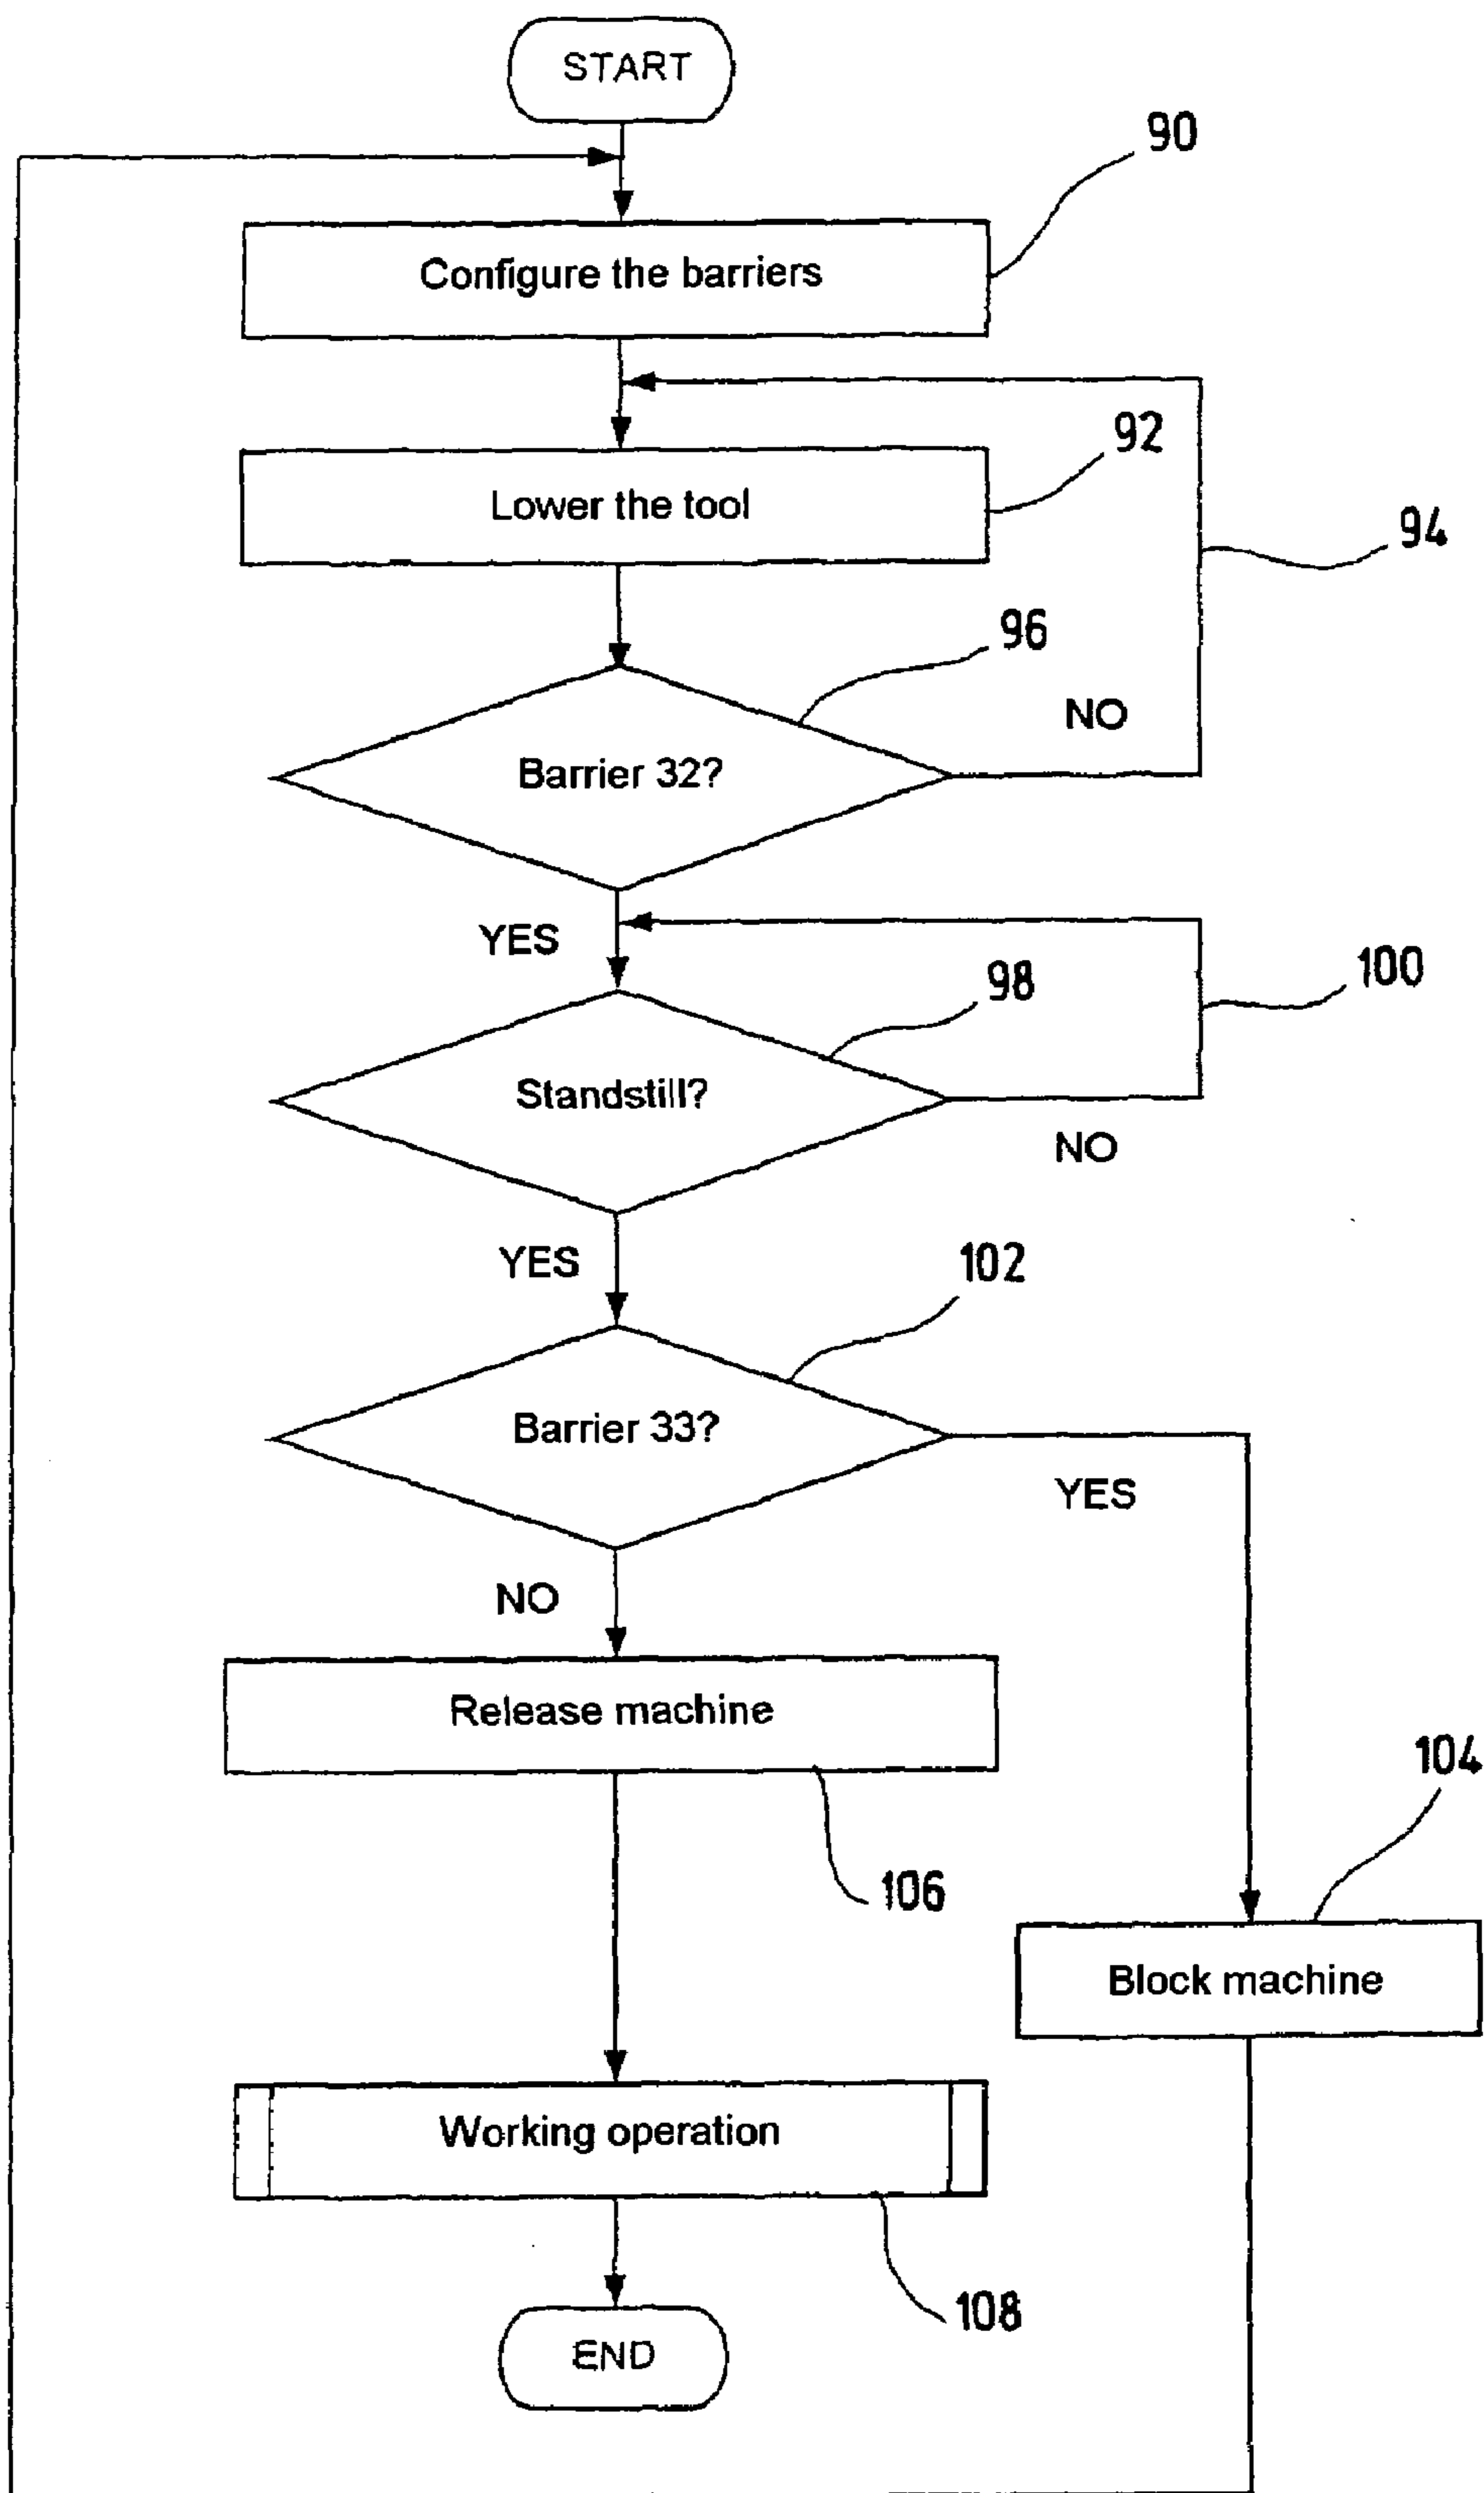 START
90
Configure the barriers
92
Lower the tool
94
96
NO
Barrier 32?
YES
100
98
Standstill?
NO
YES
102
Barrier 33?
YES
NO
Release machine
104
106
Block machine
Working operation
108
END